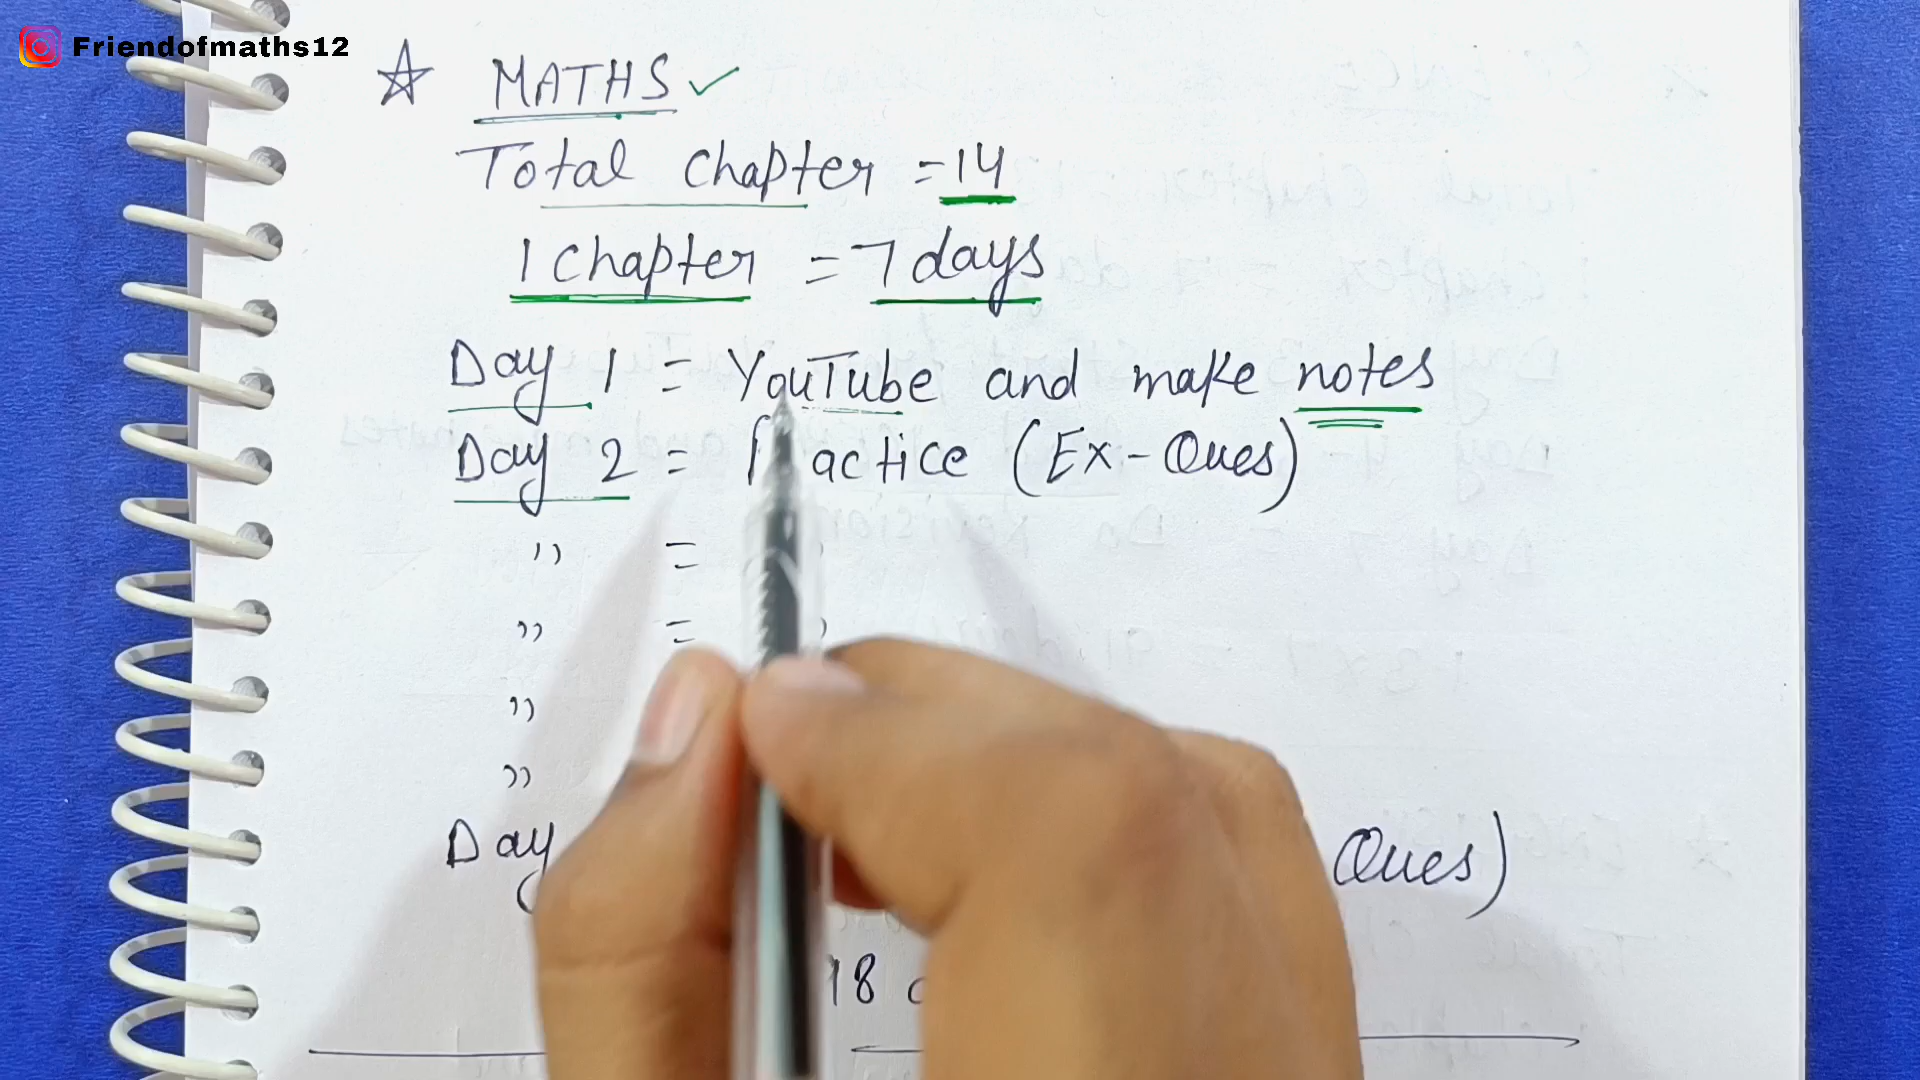 Friendofmaths12
MATHS ✓
Total chapter = 14
1 chapter = 7 days
Day 1 = YouTube and make notes
Day 2 = Practice (Ex - Ques)
" =
" =
"
"
Day Ques)
18